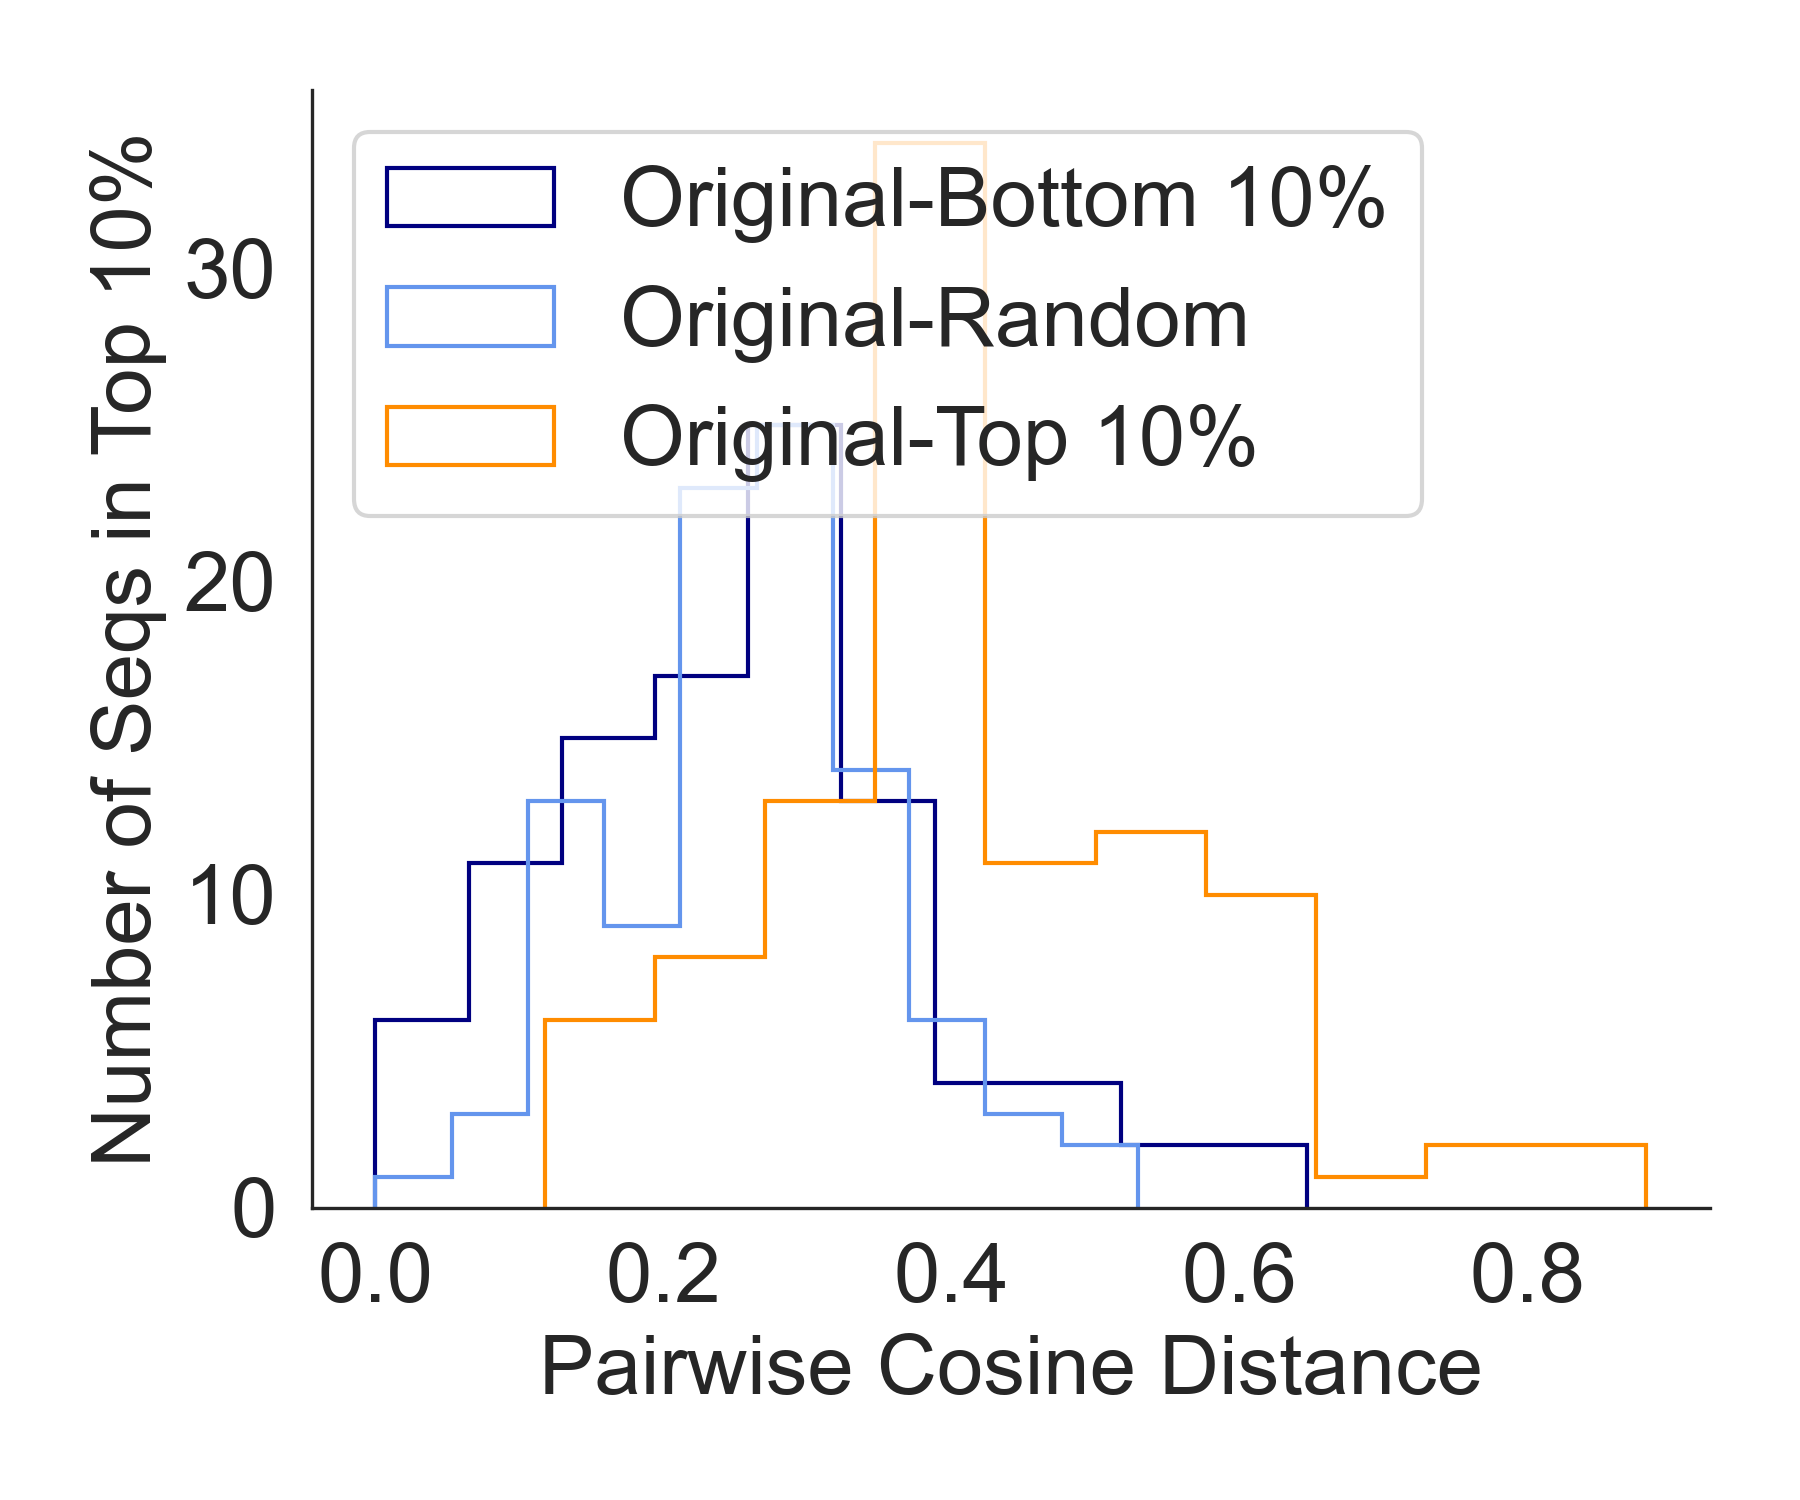 Number of Seqs in Top 10%
30
20
10
0
Original-Bottom 10%
Original-Random
Original-Top 10%
0.0 0.2 0.4 0.6 0.8
Pairwise Cosine Distance